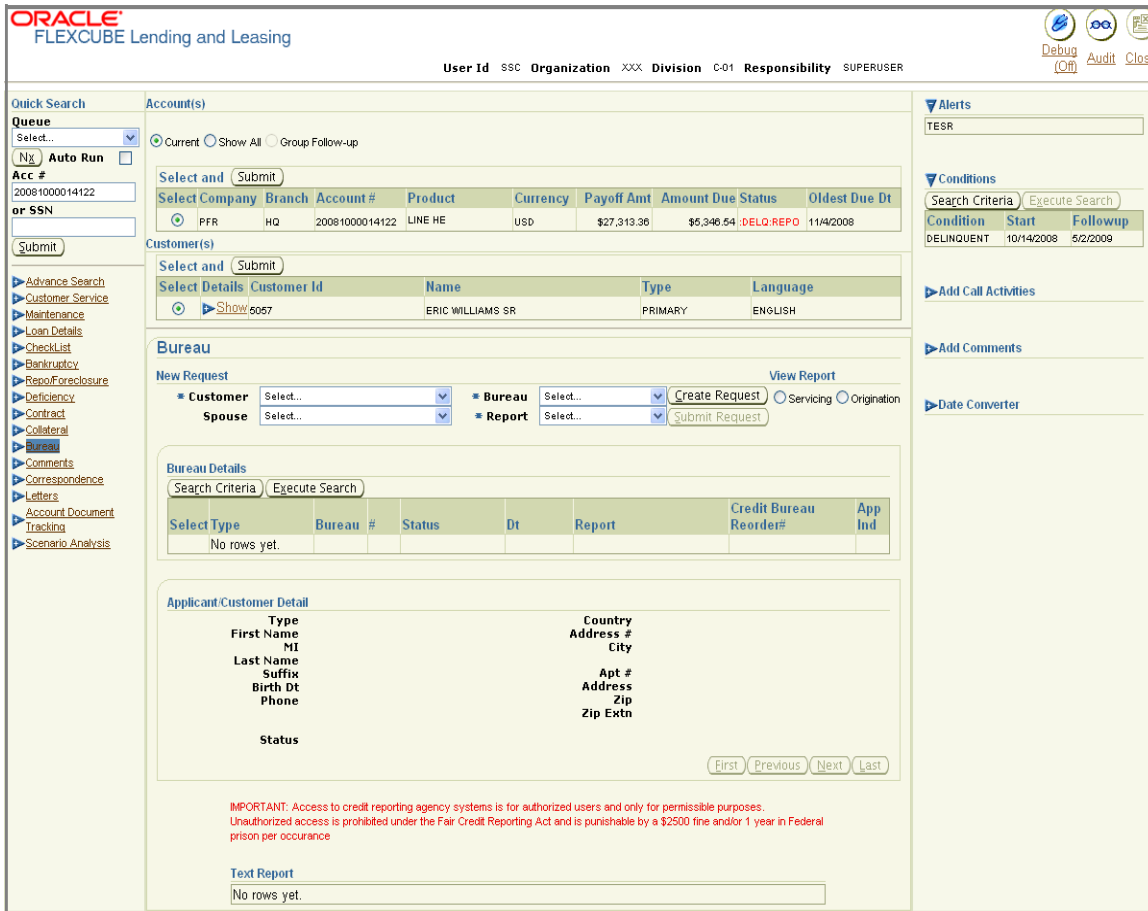 ORACLE
FLEXCUBE Lending and Leasing
Debug (Off) Audit
User Id SSC Organization XXX Division C-01 Responsibility SUPERUSER
Quick Search
Queue
Select...
Nx Auto Run
Acc #
20081000014122
or SSN
Submit
Advance Search
Customer Service
Maintenance
Loan Details
CheckList
Bankruptcy
Repo/Foreclosure
Deficiency
Contract
Collateral
Bureau
Comments
Correspondence
Letters
Account Document
Tracking
Scenario Analysis
Account(s)
Current Show All Group Follow-up
Select and Submit
Select Company Branch Account # Product Currency Payoff Amt Amount Due Status Oldest Due Dt
PFR HQ 20081000014122 LINE HE USD $27,313.36 $5,346.54 :DELQ:REPO 11/4/2008
Customer(s)
Select and Submit
Select Details Customer Id Name Type Language
Show 5057 ERIC WILLIAMS SR PRIMARY ENGLISH
Bureau
New Request View Report
* Customer Select... * Bureau Select... Create Request Servicing Origination
Spouse Select... * Report Select... Submit Request
Bureau Details
Search Criteria Execute Search
Select Type Bureau # Status Dt Report Credit Bureau Reorder# App Ind
No rows yet.
Applicant/Customer Detail
Type Country
First Name Address #
MI City
Last Name
Suffix Apt #
Birth Dt Address
Phone Zip
Zip Extn
Status
First Previous Next Last
IMPORTANT: Access to credit reporting agency systems is for authorized users and only for permissible purposes.
Unauthorized access is prohibited under the Fair Credit Reporting Act and is punishable by a $2500 fine and/or 1 year in Federal
prison per occurance
Text Report
No rows yet.
Alerts
TESR
Conditions
Search Criteria Execute Search
Condition Start Followup
DELINQUENT 10/14/2008 5/2/2009
Add Call Activities
Add Comments
Date Converter